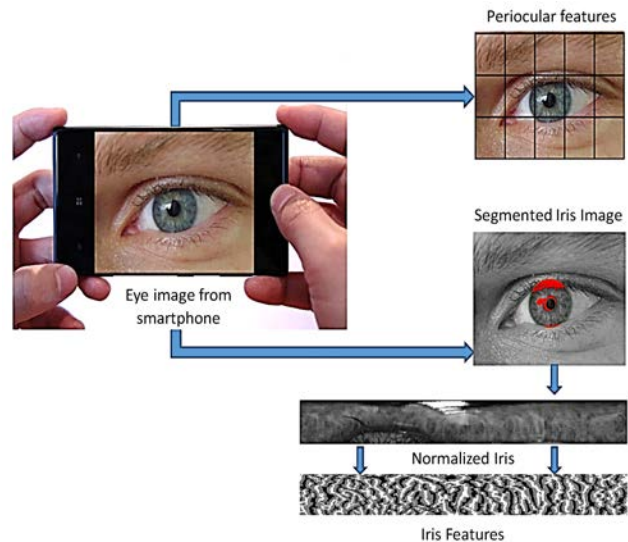 Periocular features
Eye image from
smartphone
Segmented Iris Image
Normalized Iris
Iris Features